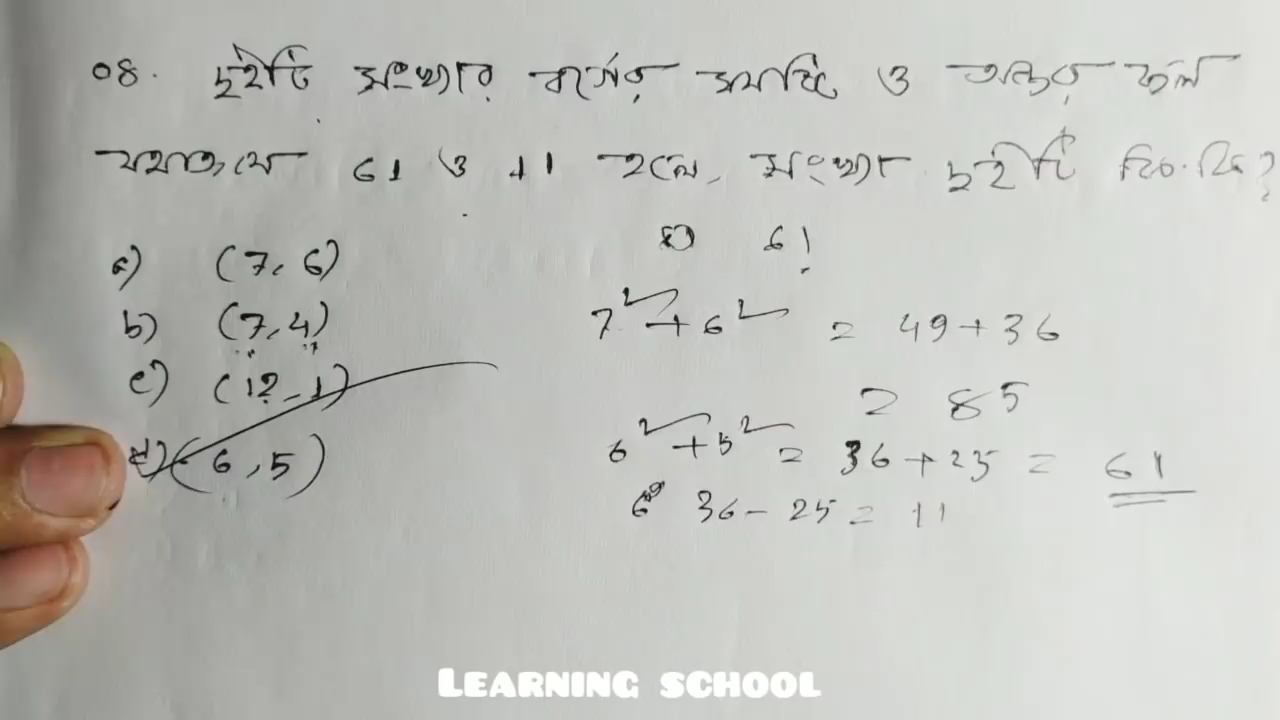 ০৪. দুইটি সংখ্যার বর্গের সমষ্টি ও অন্তর ফল
যথাক্রমে 61 ও 11 হলে, সংখ্যা দুইটি কি কি?
a) (7, 6)
b) (7, 4)
c) (12, 1)
d) (6, 5)
61
7² + 6² = 49 + 36
= 85
6² + 5² = 36 + 25 = 61
36 - 25 = 11
LEARNING SCHOOL